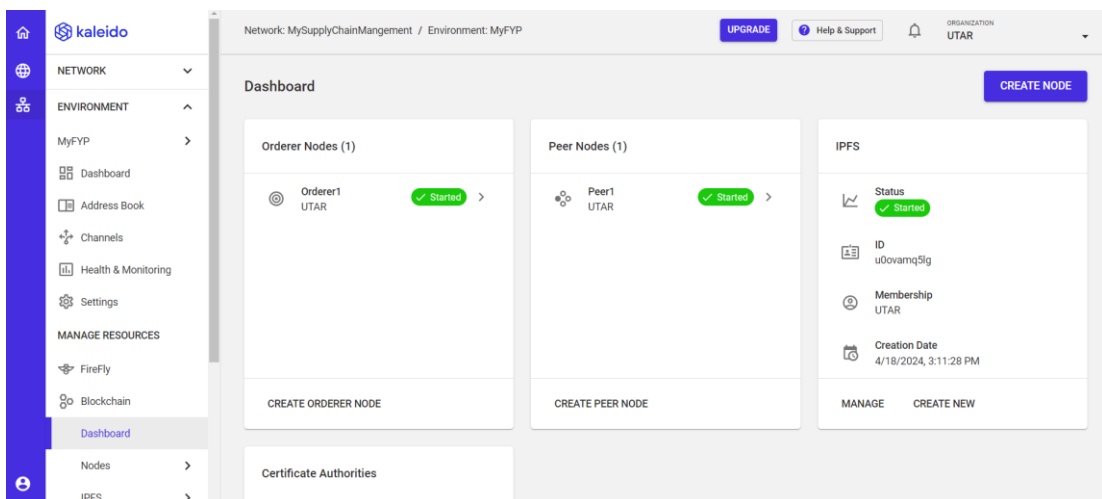 kaleido
Network: MySupplyChainMangement / Environment: MyFYP
UPGRADE
? Help & Support
ORGANIZATION
UTAR
NETWORK
ENVIRONMENT
MyFYP
Dashboard
Address Book
Channels
Health & Monitoring
Settings
MANAGE RESOURCES
FireFly
Blockchain
Dashboard
Nodes
IPFS
Dashboard
CREATE NODE
Orderer Nodes (1)
Orderer1
UTAR
Started
CREATE ORDERER NODE
Peer Nodes (1)
Peer1
UTAR
Started
CREATE PEER NODE
IPFS
Status
Started
ID
u0ovamq5lg
Membership
UTAR
Creation Date
4/18/2024, 3:11:28 PM
MANAGE CREATE NEW
Certificate Authorities